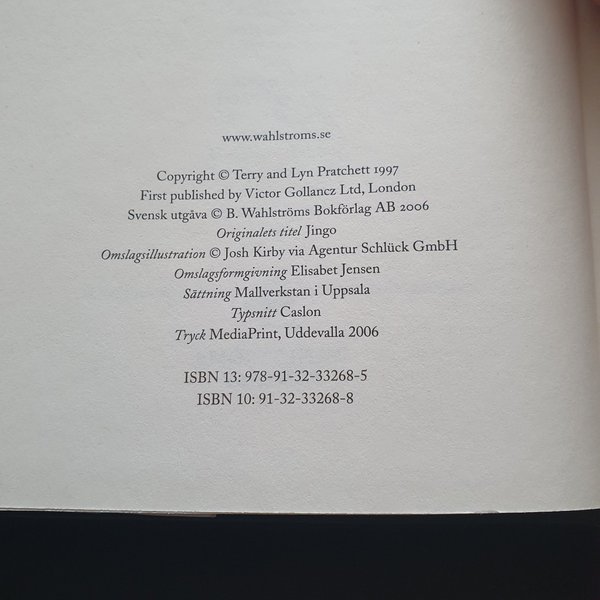 www.wahlstroms.se
Copyright © Terry and Lyn Pratchett 1997
First published by Victor Gollancz Ltd, London
Svensk utgåva © B. Wahlströms Bokförlag AB 2006
Originalets titel Jingo
Omslagsillustration © Josh Kirby via Agentur Schlück GmbH
Omslagsformgivning Elisabet Jensen
Sättning Mallverkstan i Uppsala
Typsnitt Caslon
Tryck MediaPrint, Uddevalla 2006
ISBN 13: 978-91-32-33268-5
ISBN 10: 91-32-33268-8